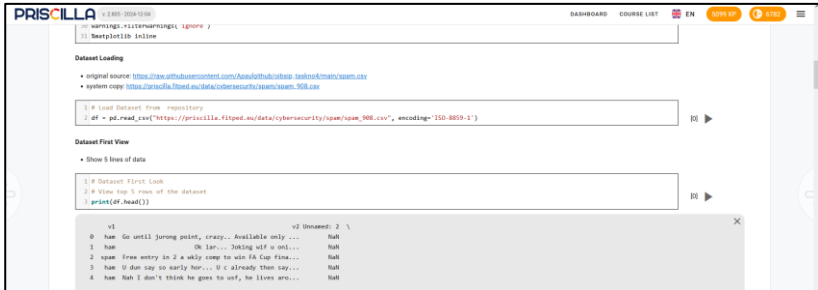 PRISCILLA v. 2.805 - 2024-12-04 DASHBOARD COURSE LIST EN 5095 XP 6782
30 warnings.filterwarnings('ignore')
31 %matplotlib inline
Dataset Loading
• original source: https://raw.githubusercontent.com/Apaulgithub/oibsip_taskno4/main/spam.csv
• system copy: https://priscilla.fitped.eu/data/cybersecurity/spam/spam_908.csv
1 # Load Dataset from repository
2 df = pd.read_csv("https://priscilla.fitped.eu/data/cybersecurity/spam/spam_908.csv", encoding='ISO-8859-1')
[0]
Dataset First View
• Show 5 lines of data
1 # Dataset First Look
2 # View top 5 rows of the dataset
3 print(df.head())
[0]
v1 v2 Unnamed: 2 \
0 ham Go until jurong point, crazy.. Available only ... NaN
1 ham Ok lar... Joking wif u oni... NaN
2 spam Free entry in 2 a wkly comp to win FA Cup fina... NaN
3 ham U dun say so early hor... U c already then say... NaN
4 ham Nah I don't think he goes to usf, he lives aro... NaN